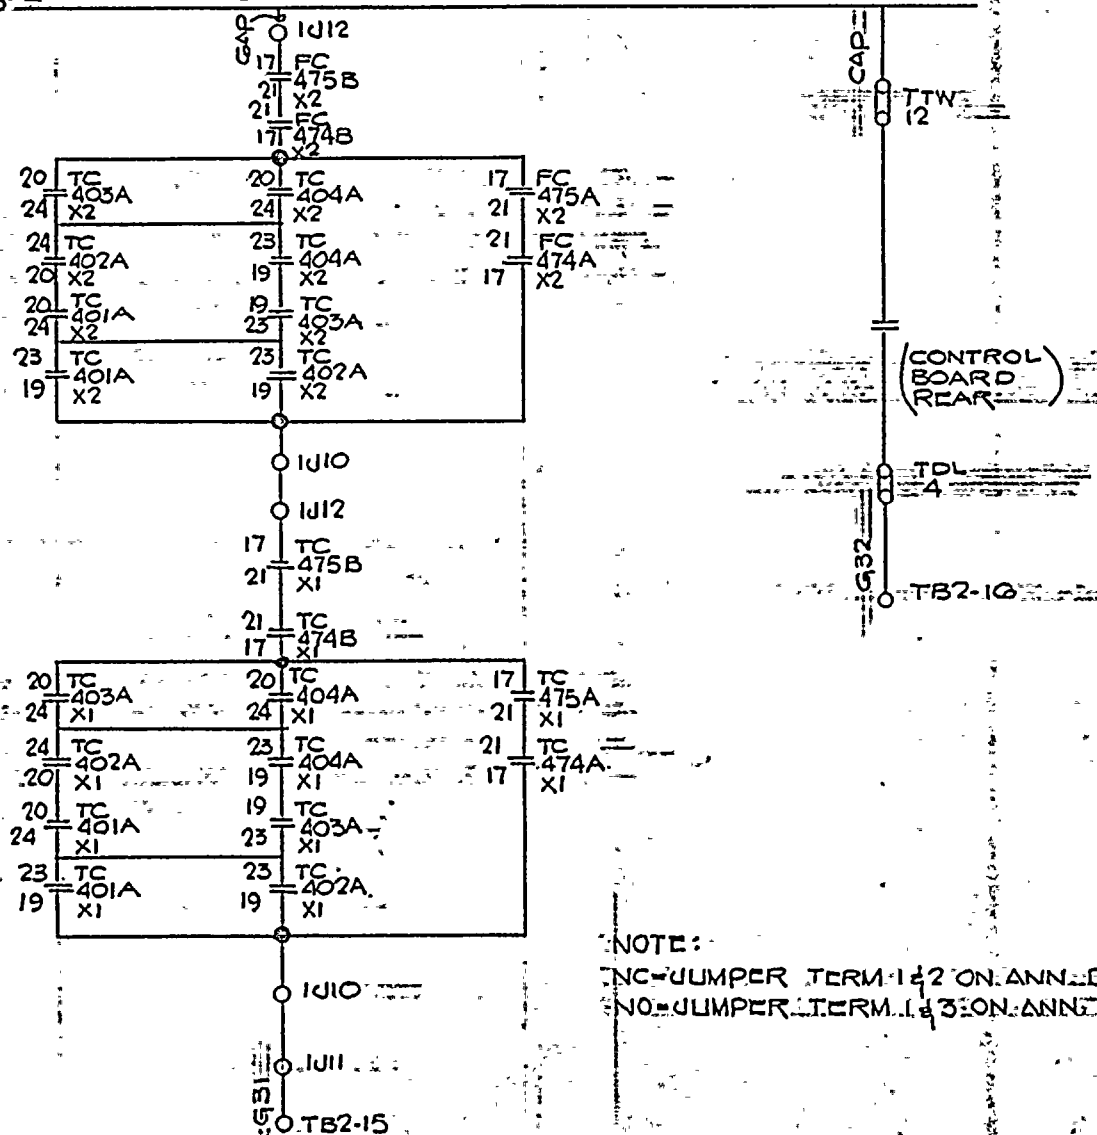 GAP
1J12
17 FC
475B
21 X2
21 FC
17 474B
X2
20 TC
403A
24 X2
20 TC
404A
24 X2
17 FC
475A
21 X2
24 TC
402A
20 X2
23 TC
404A
19 X2
21 FC
474A
17 X2
20 TC
401A
24 X2
19 TC
403A
23 X2
23 TC
401A
19 X2
23 TC
402A
19 X2
1J10
1J12
17 TC
475B
21 X1
21 TC
474B
17 X1
20 TC
403A
24 X1
20 TC
404A
24 X1
17 TC
475A
21 X1
24 TC
402A
20 X1
23 TC
404A
19 X1
21 TC
474A
17 X1
20 TC
401A
24 X1
19 TC
403A
23 X1
23 TC
401A
19 X1
23 TC
402A
19 X1
1J10
1J11
G31
TB2-15
CAP
TTW
12
(CONTROL
BOARD
REAR)
TDL
4
G32
NOTE:
NC-JUMPER TERM 1&2 ON ANN
NO-JUMPER TERM 1&3 ON ANN